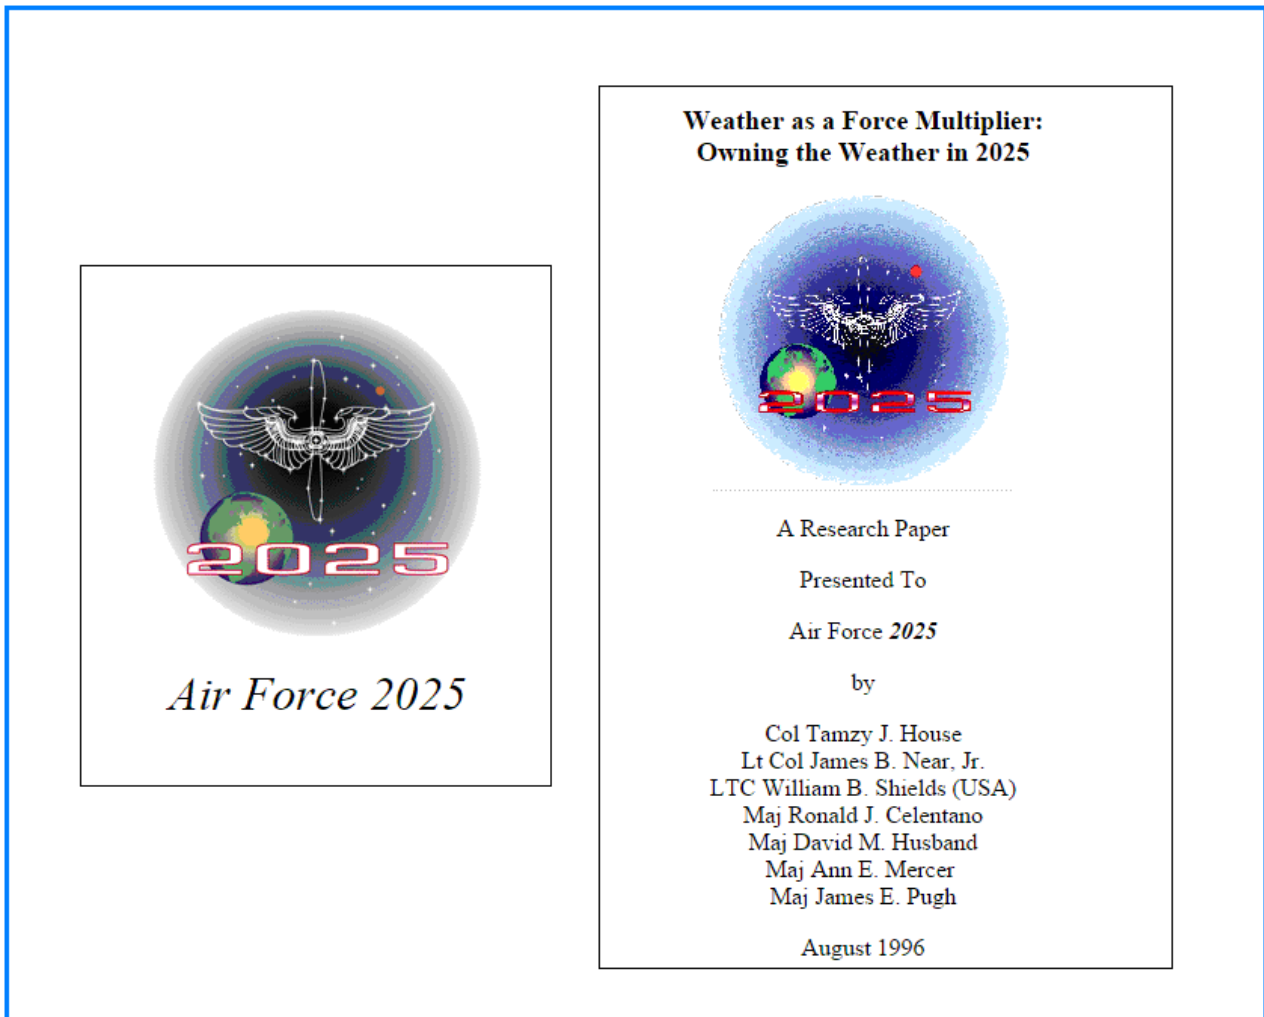 2025
Air Force 2025
Weather as a Force Multiplier:
Owning the Weather in 2025
2025
A Research Paper
Presented To
Air Force 2025
by
Col Tamzy J. House
Lt Col James B. Near, Jr.
LTC William B. Shields (USA)
Maj Ronald J. Celentano
Maj David M. Husband
Maj Ann E. Mercer
Maj James E. Pugh
August 1996